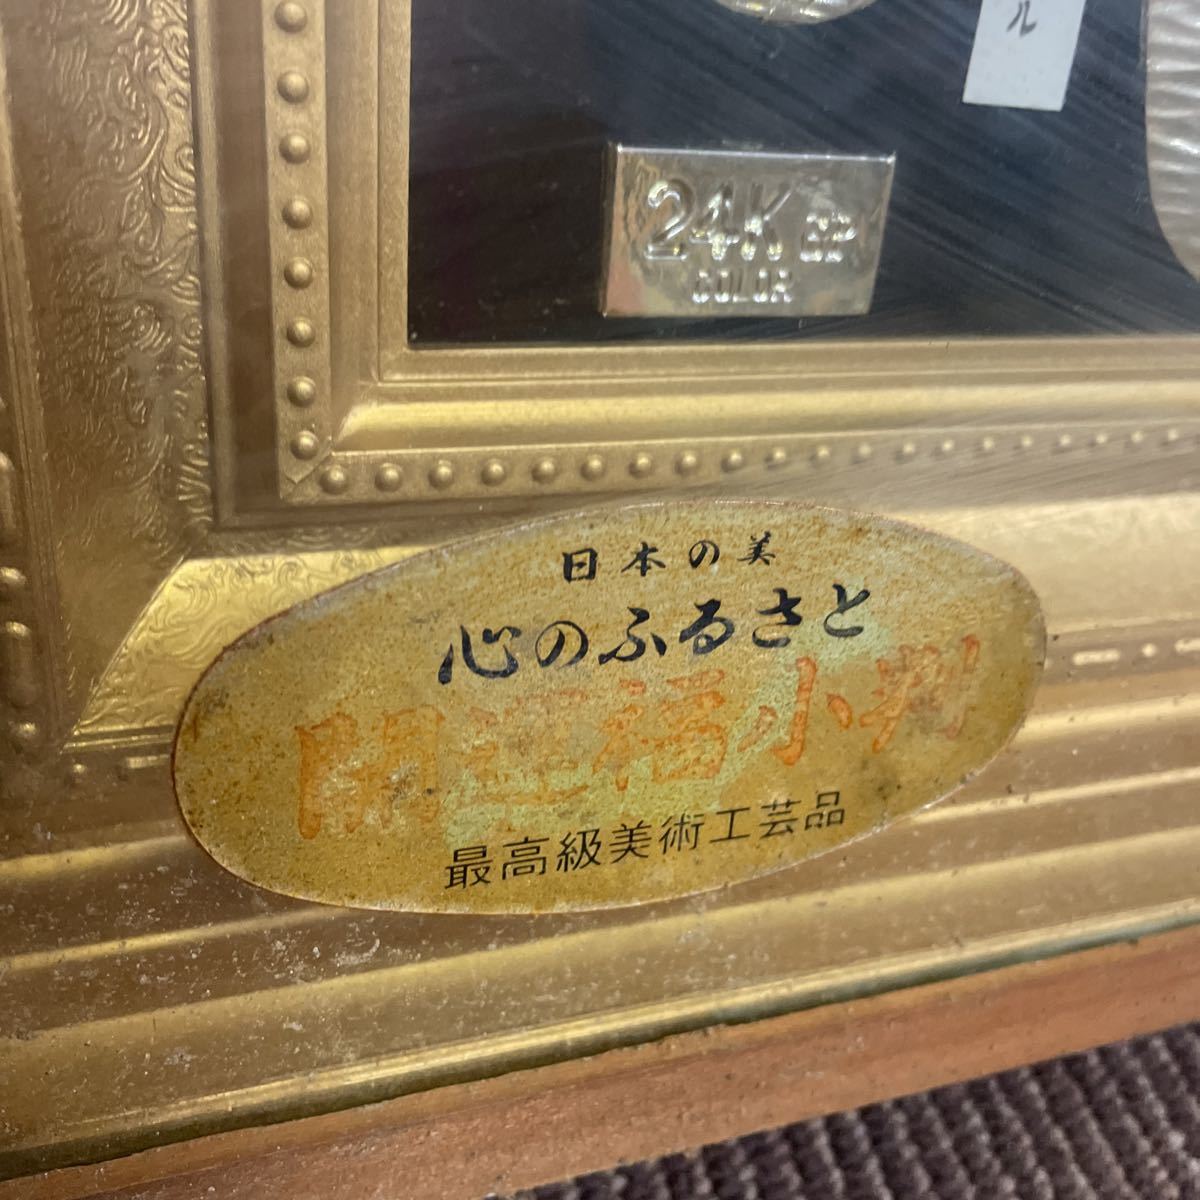 ル
24K GP
COLOR
日本の美
心のふるさと
開運福小判
最高級美術工芸品